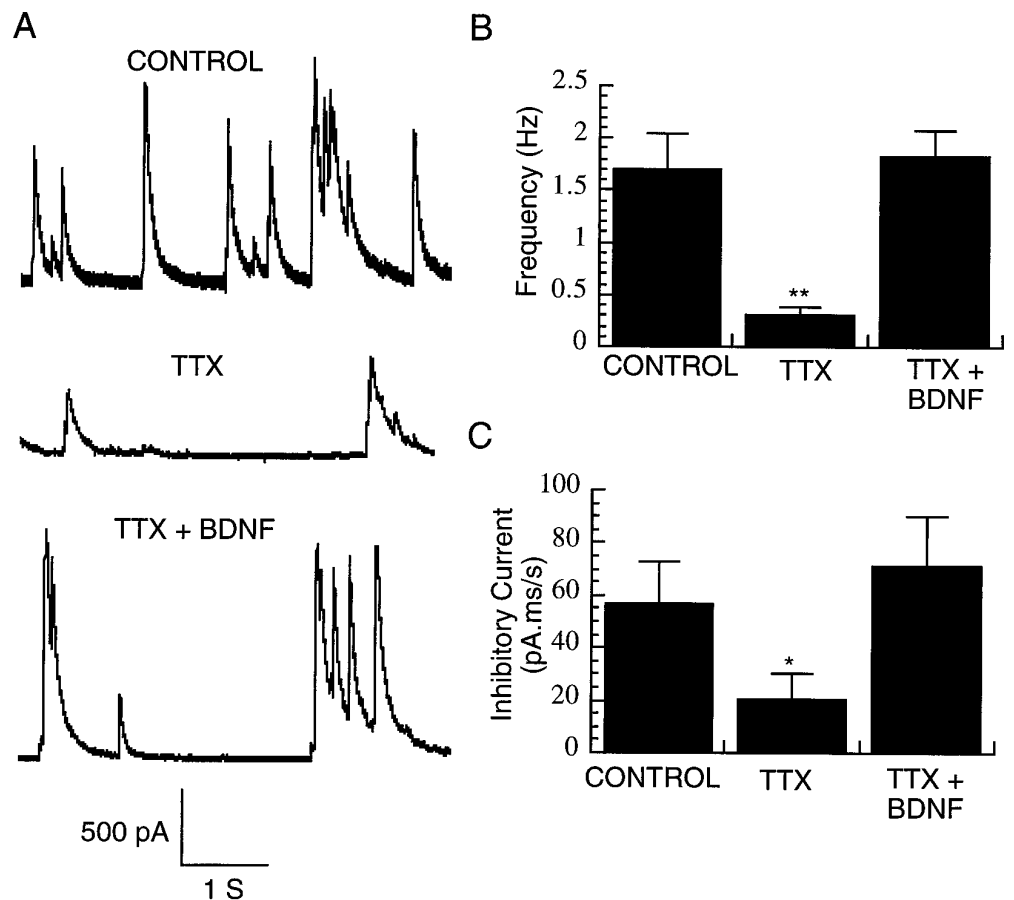 A
CONTROL
TTX
TTX + BDNF
500 pA
1 S
B
Frequency (Hz)
2.5
2
1.5
1
0.5
0
**
CONTROL
TTX
TTX +
BDNF
C
Inhibitory Current
(pA.ms/s)
100
80
60
40
20
0
*
CONTROL
TTX
TTX +
BDNF